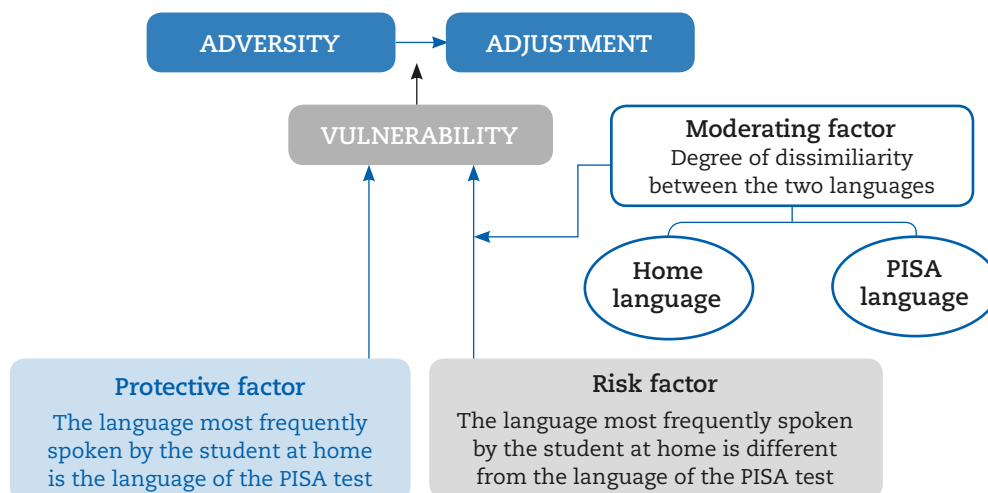 ADVERSITY
ADJUSTMENT
VULNERABILITY
Moderating factor
Degree of dissimiliarity
between the two languages
Home
language
PISA
language
Protective factor
The language most frequently
spoken by the student at home
is the language of the PISA test
Risk factor
The language most frequently spoken
by the student at home is different
from the language of the PISA test